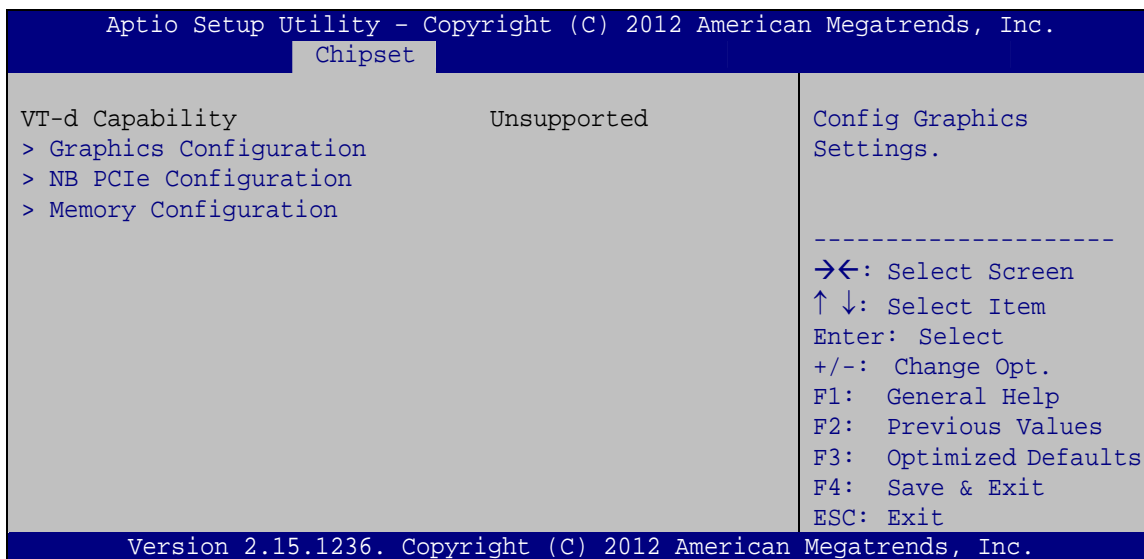 Aptio Setup Utility – Copyright (C) 2012 American Megatrends, Inc.
Chipset
VT-d Capability Unsupported
> Graphics Configuration
> NB PCIe Configuration
> Memory Configuration
Config Graphics
Settings.
---------------------
→←: Select Screen
↑ ↓: Select Item
Enter: Select
+/-: Change Opt.
F1: General Help
F2: Previous Values
F3: Optimized Defaults
F4: Save & Exit
ESC: Exit
Version 2.15.1236. Copyright (C) 2012 American Megatrends, Inc.